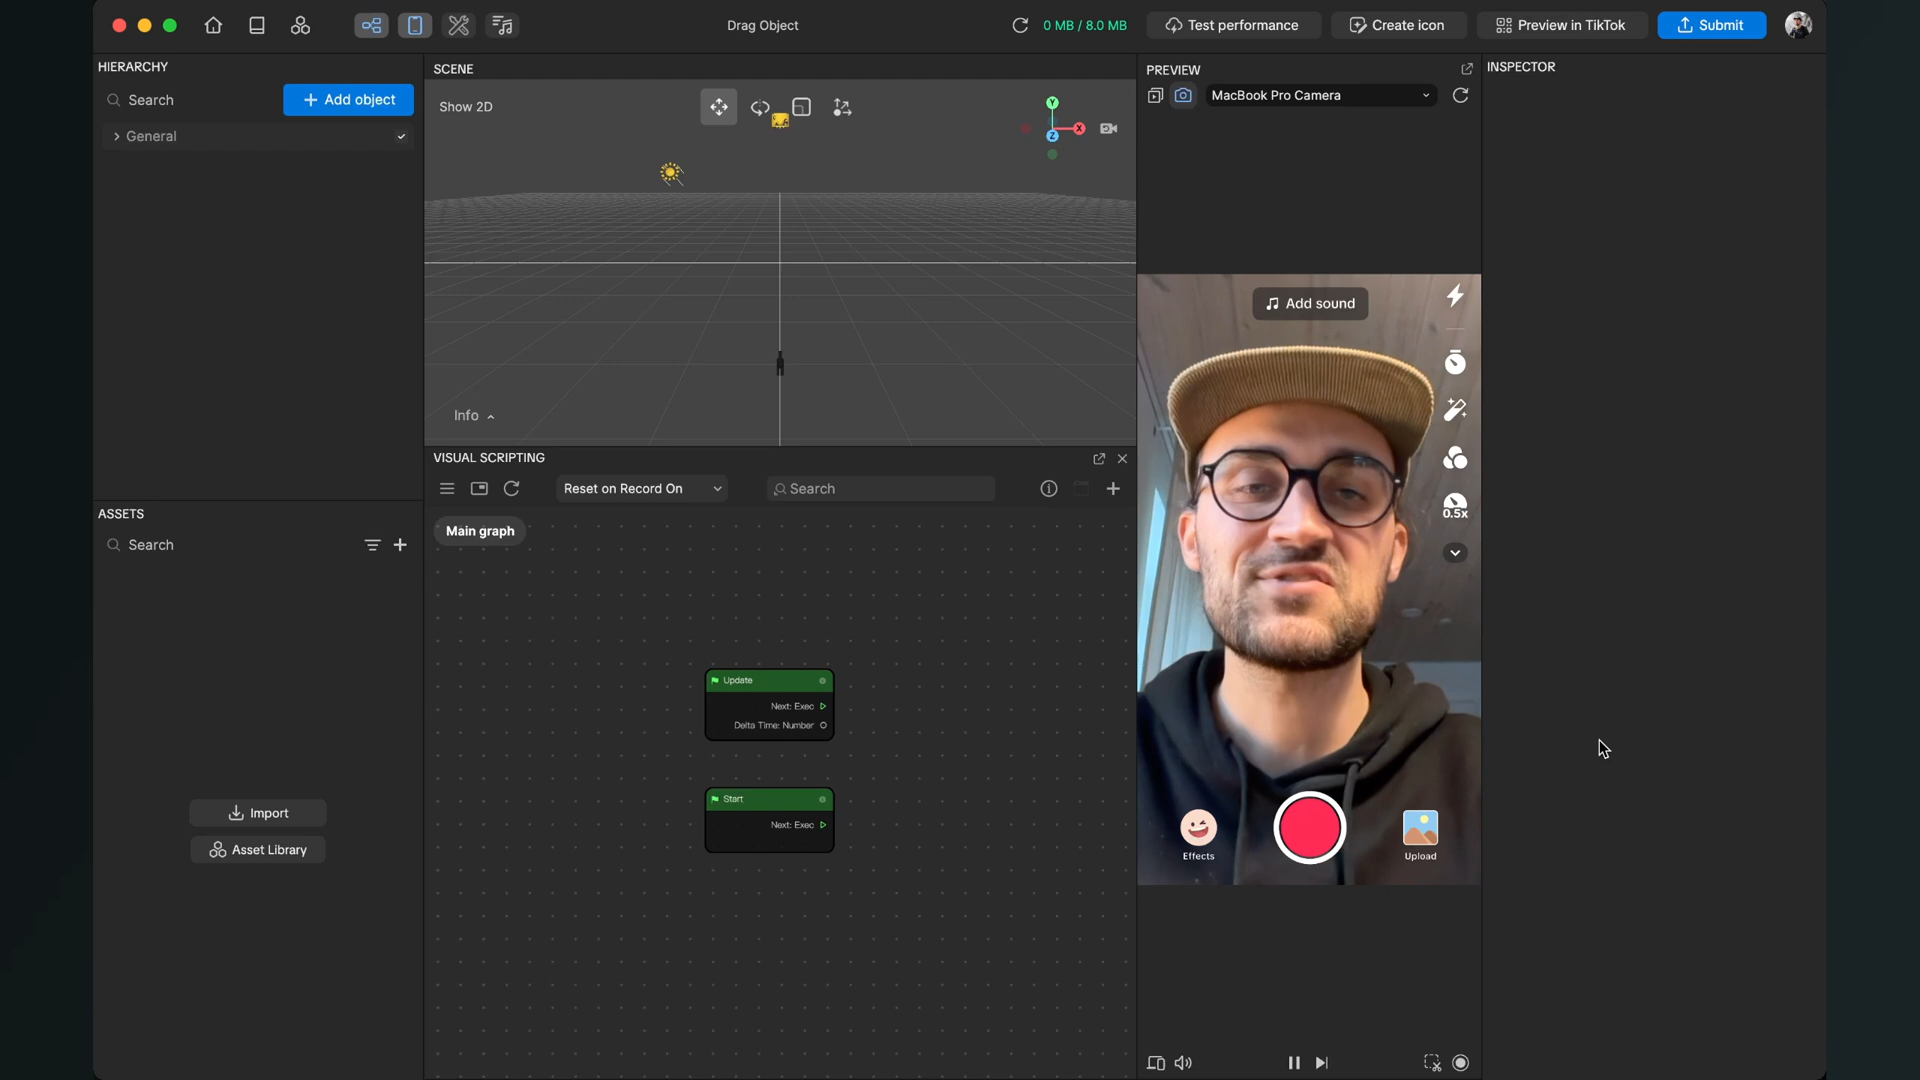 Drag Object
0 MB / 8.0 MB
Test performance
Create icon
Preview in TikTok
Submit
HIERARCHY
Search
Add object
General
SCENE
Show 2D
Y
X
Z
Info
PREVIEW
MacBook Pro Camera
INSPECTOR
Add sound
0.5x
Effects
Upload
VISUAL SCRIPTING
Reset on Record On
Search
Main graph
Update
Next: Exec
Delta Time: Number
Start
Next: Exec
ASSETS
Search
Import
Asset Library